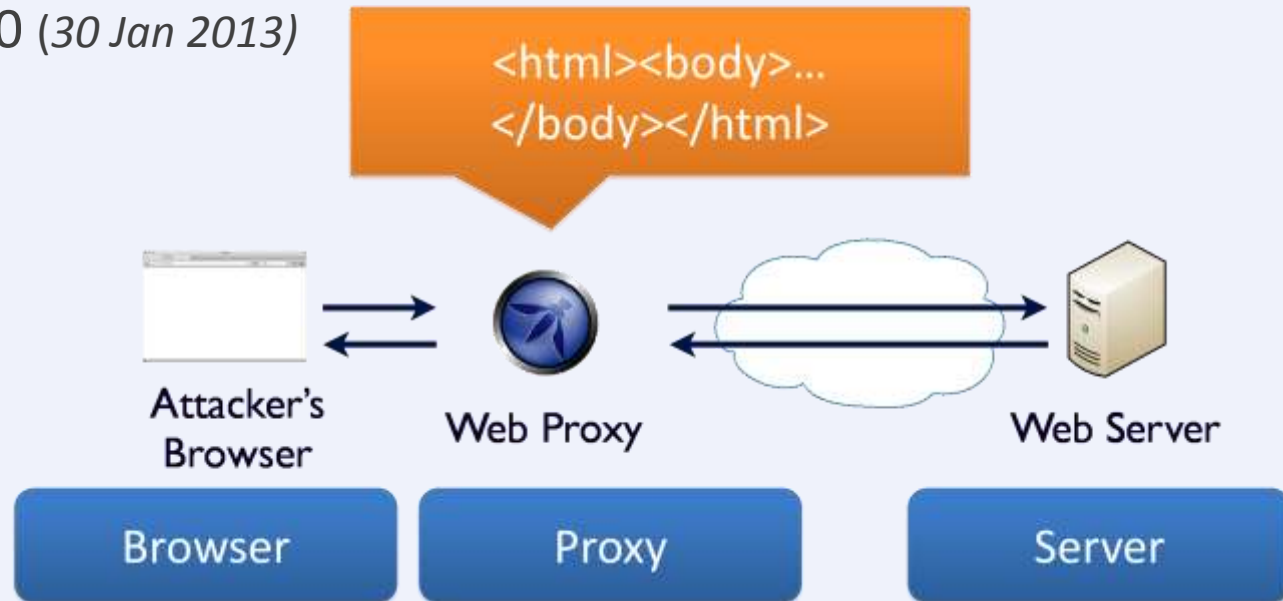 0 (30 Jan 2013)
<html><body>...
</body></html>
Attacker's
Browser
Web Proxy
Web Server
Browser
Proxy
Server